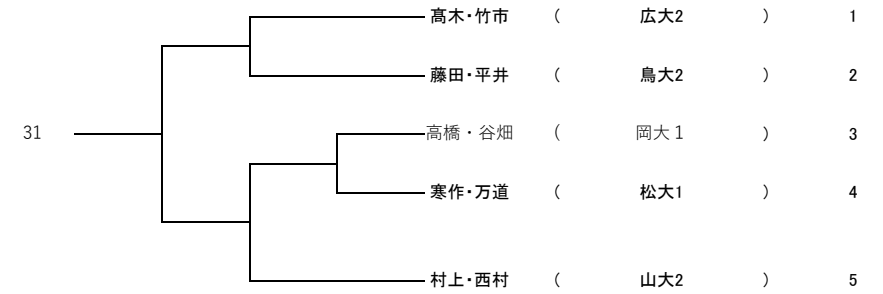 髙木・竹市 ( 広大2 ) 1
藤田・平井 ( 鳥大2 ) 2
31 高橋・谷畑 ( 岡大１ ) 3
寒作・万道 ( 松大1 ) 4
村上・西村 ( 山大2 ) 5